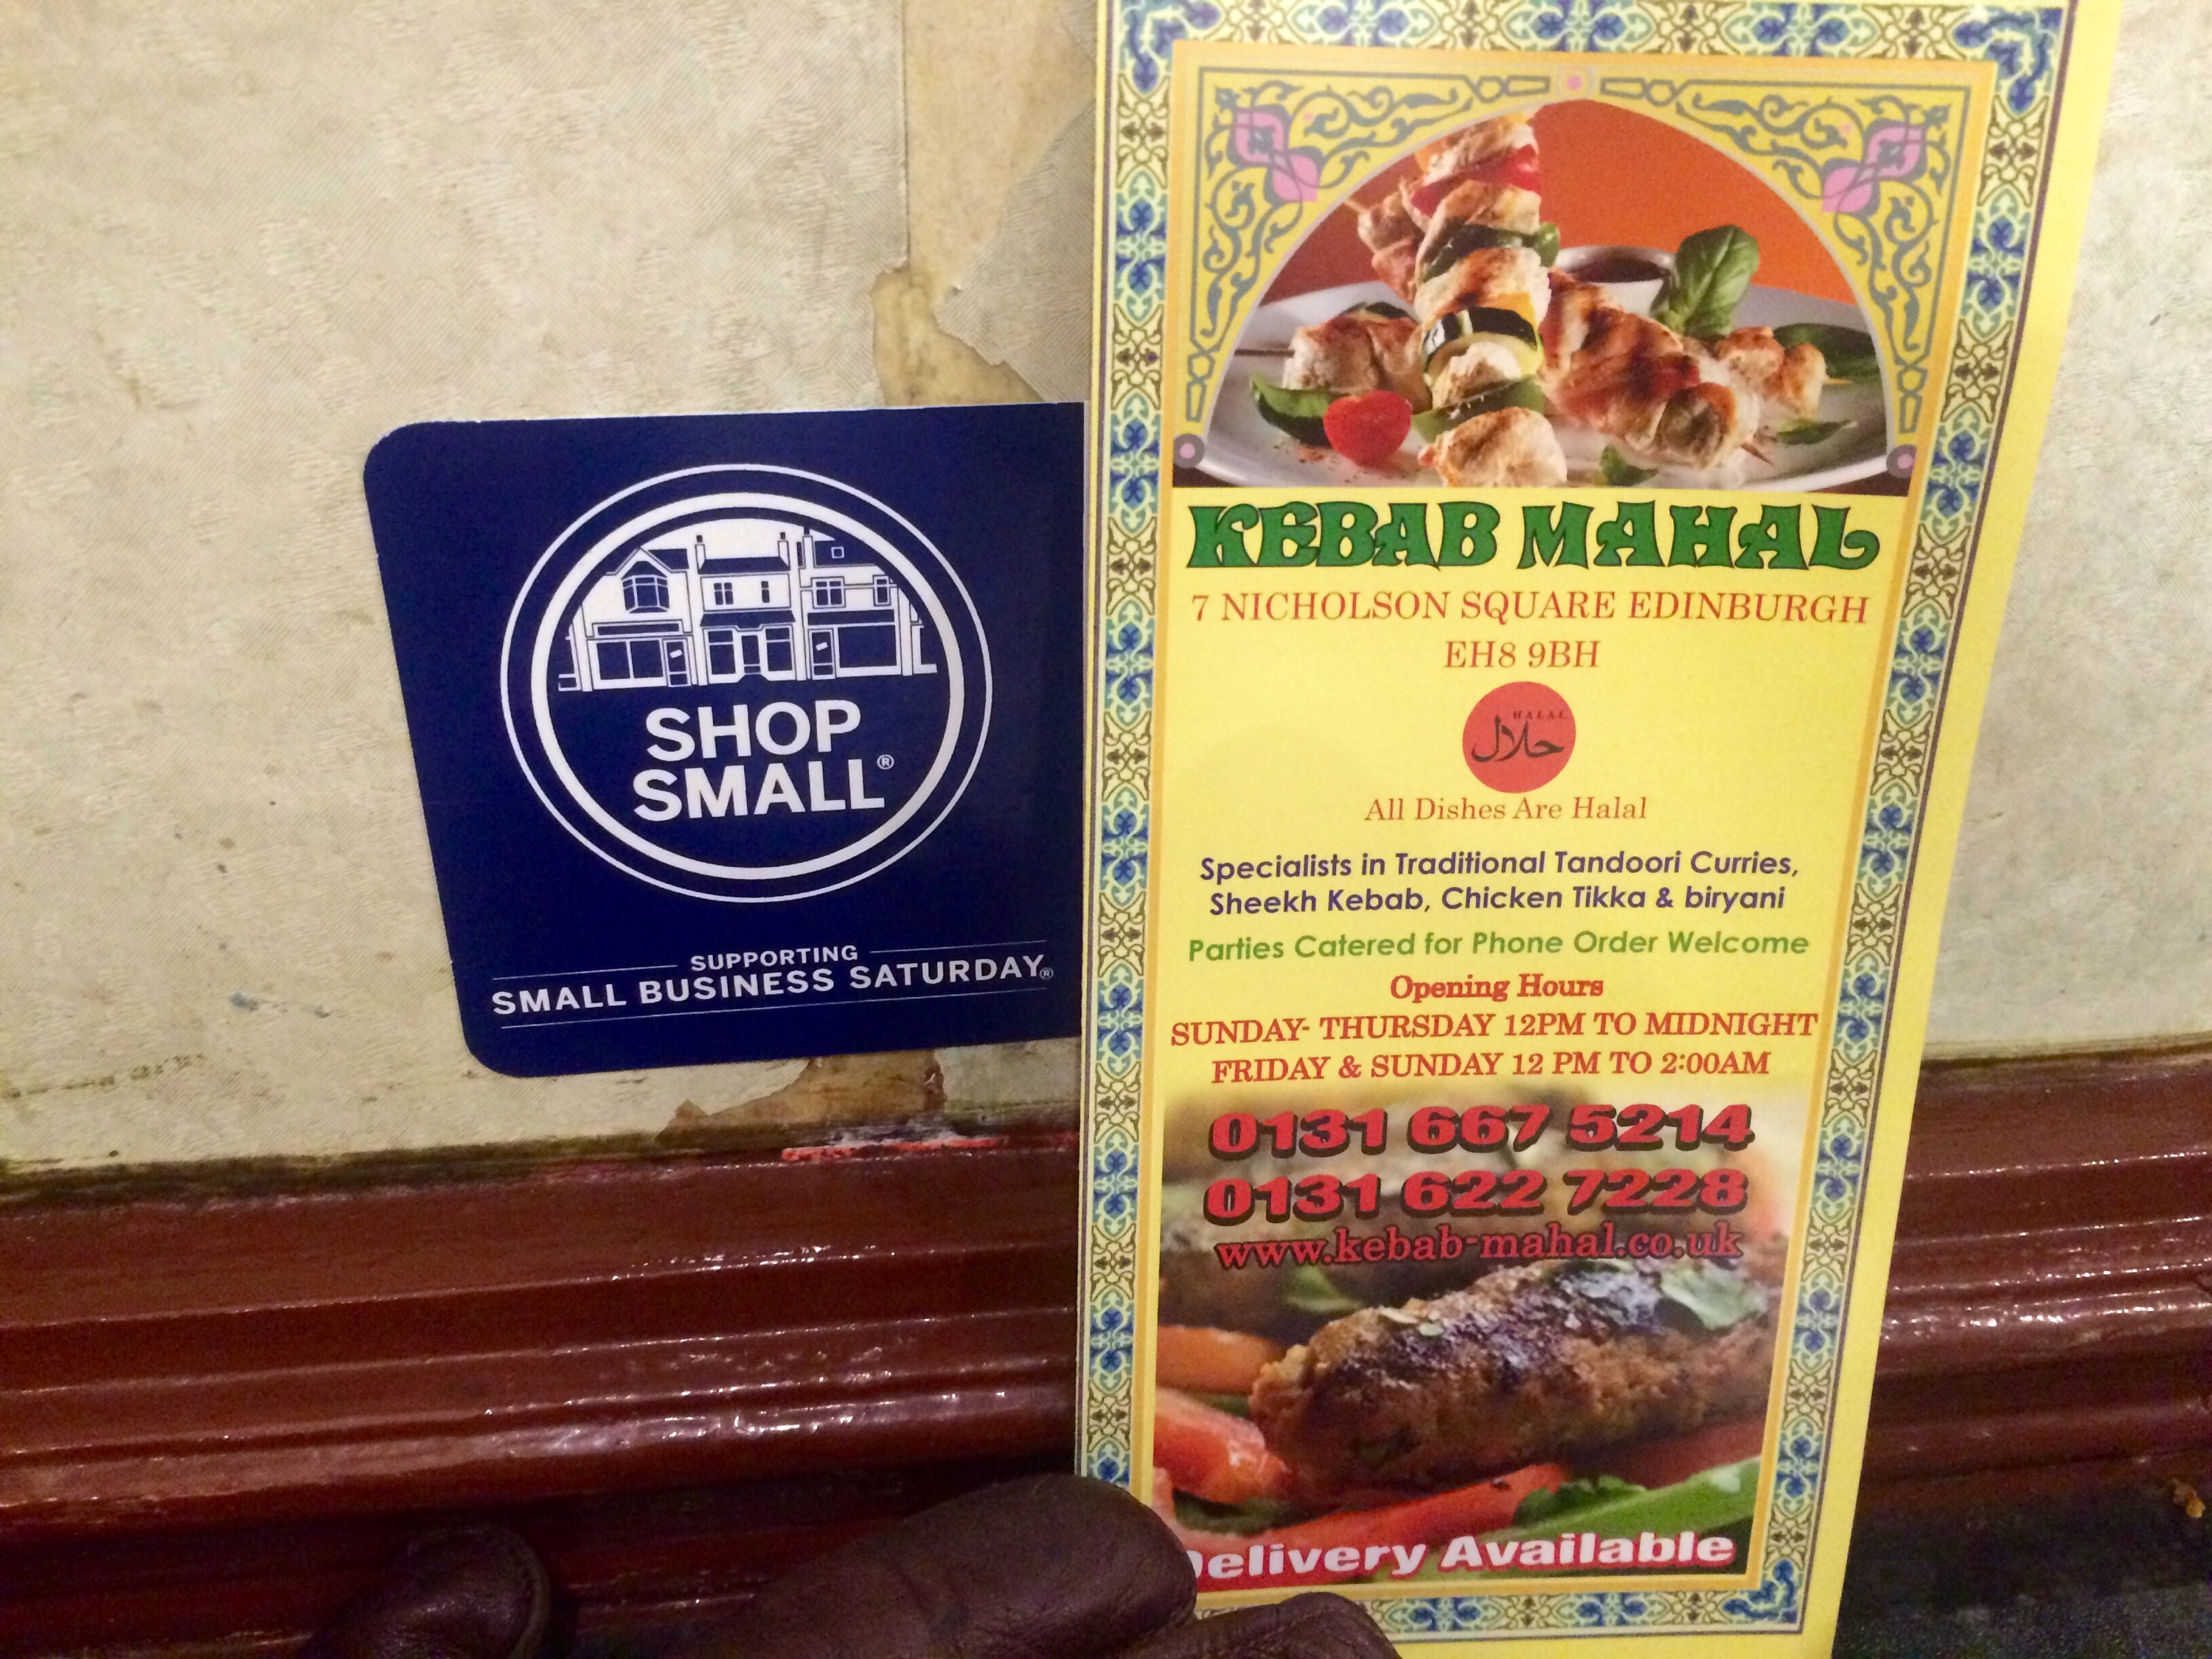 SHOP
SMALL®
SUPPORTING
SMALL BUSINESS SATURDAY®
KEBAB MAHAL
7 NICHOLSON SQUARE EDINBURGH
EH8 9BH
HALAL
حلال
All Dishes Are Halal
Specialists in Traditional Tandoori Curries,
Sheekh Kebab, Chicken Tikka & biryani
Parties Catered for Phone Order Welcome
Opening Hours
SUNDAY- THURSDAY 12PM TO MIDNIGHT
FRIDAY & SUNDAY 12 PM TO 2:00AM
0131 667 5214
0131 622 7228
www.kebab-mahal.co.uk
Delivery Available